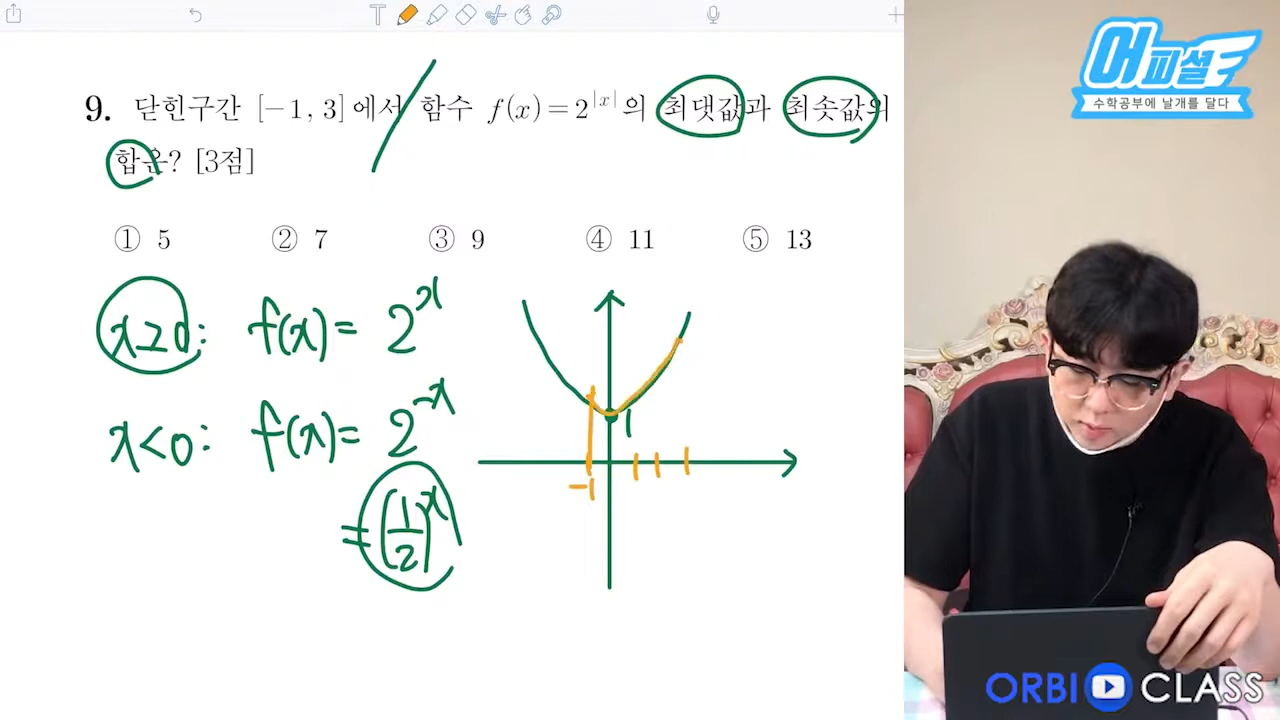 9. 닫힌구간 [-1, 3]에서 함수 f(x)=2^{|x|}의 최댓값과 최솟값의
합은? [3점]
① 5 ② 7 ③ 9 ④ 11 ⑤ 13
x≥0: f(x)= 2^x
x<0: f(x)= 2^{-x}
= (1/2)^x
1
-1
어피셜
수학공부에 날개를 달다
ORBI CLASS